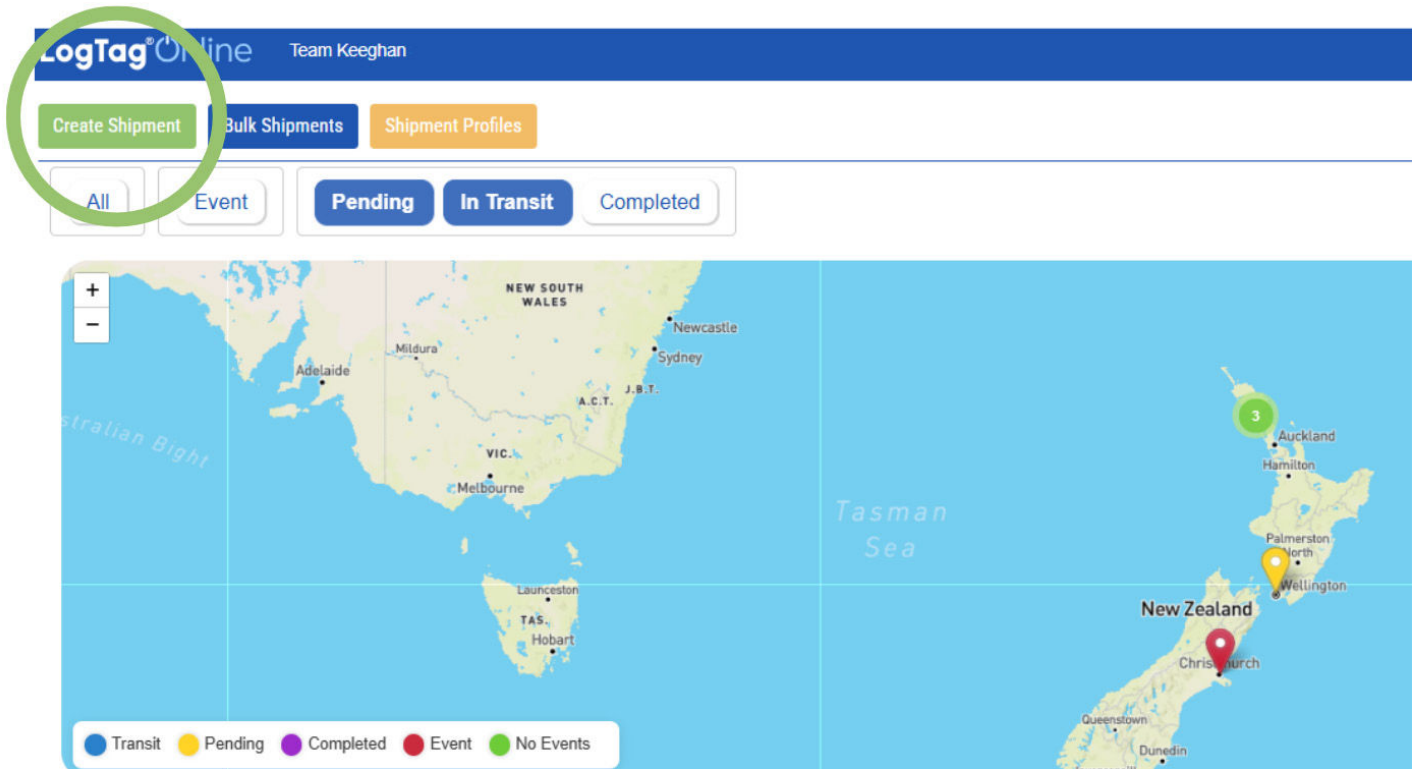 LogTag® Online Team Keeghan
Create Shipment Bulk Shipments Shipment Profiles
All Event Pending In Transit Completed
+
−
NEW SOUTH
WALES
Newcastle
Mildura
Sydney
Adelaide
J.B.T.
A.C.T.
3
Auckland
Hamilton
VIC.
Melbourne
Tasman
Sea
Palmerston
North
Launceston
Wellington
TAS.
New Zealand
Hobart
Christchurch
Queenstown
Dunedin
Transit Pending Completed Event No Events